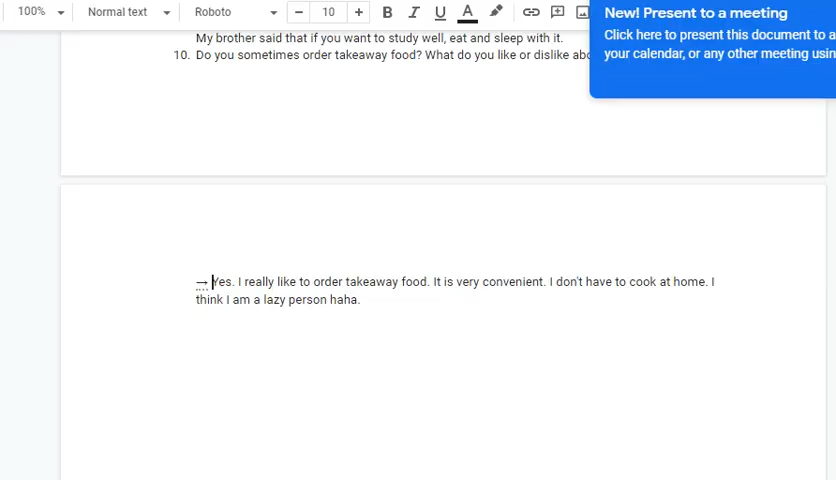 100% Normal text Roboto 10 B I U A
New! Present to a meeting
Click here to present this document to a
your calendar, or any other meeting usin
My brother said that if you want to study well, eat and sleep with it.
10. Do you sometimes order takeaway food? What do you like or dislike abo
→ Yes. I really like to order takeaway food. It is very convenient. I don't have to cook at home. I
think I am a lazy person haha.